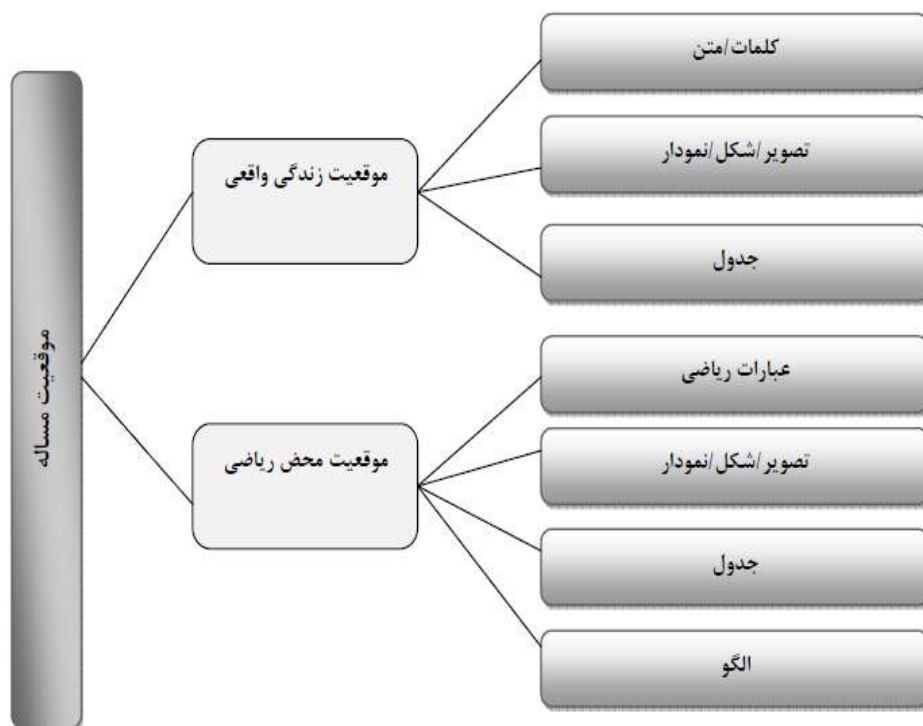 موقعیت مساله
موقعیت زندگی واقعی
کلمات/متن
تصویر/شکل/نمودار
جدول
موقعیت محض ریاضی
عبارات ریاضی
تصویر/شکل/نمودار
جدول
الگو